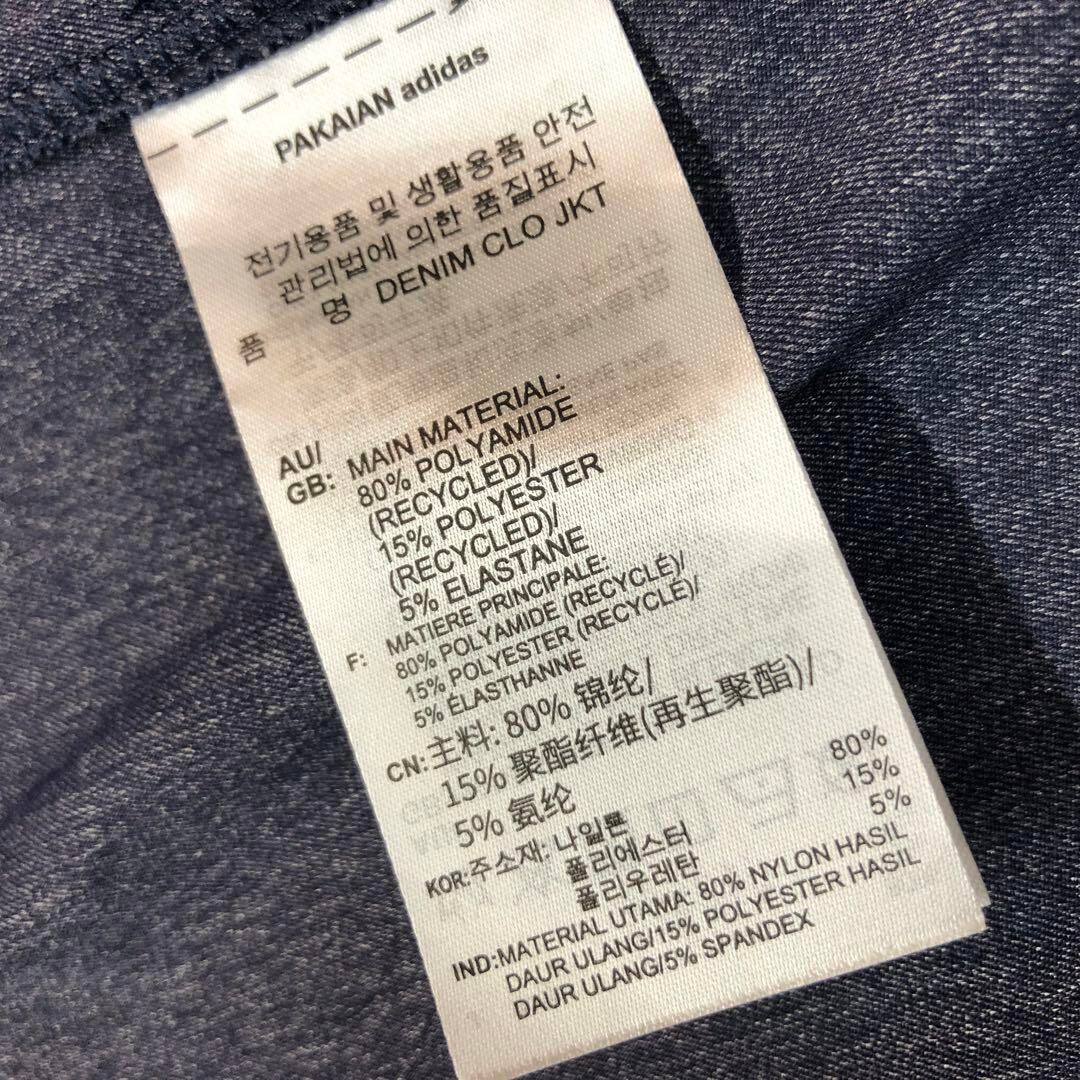 PAKAIAN adidas
전기용품 및 생활용품 안전
관리법에 의한 품질표시
품 명 DENIM CLO JKT
AU/
GB: MAIN MATERIAL:
80% POLYAMIDE
(RECYCLED)/
15% POLYESTER
(RECYCLED)/
5% ELASTANE
F: MATIERE PRINCIPALE:
80% POLYAMIDE (RECYCLÉ)/
15% POLYESTER (RECYCLÉ)/
5% ÉLASTHANNE
CN: 主料: 80% 锦纶/
15% 聚酯纤维(再生聚酯)/
5% 氨纶
KOR: 주소재: 나일론 80%
폴리에스터 15%
폴리우레탄 5%
IND: MATERIAL UTAMA: 80% NYLON HASIL
DAUR ULANG/15% POLYESTER HASIL
DAUR ULANG/5% SPANDEX